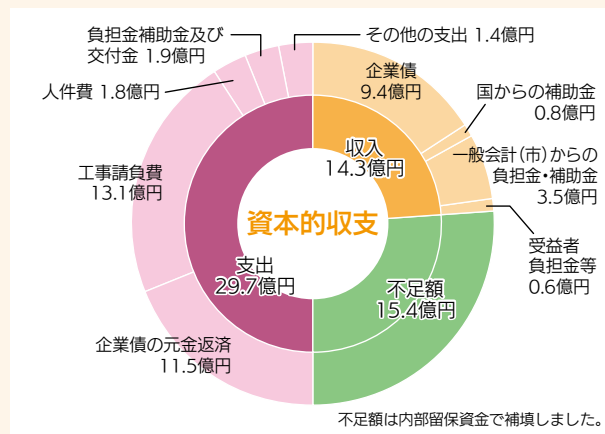 負担金補助金及び
交付金 1.9億円
その他の支出 1.4億円
人件費 1.8億円
企業債
9.4億円
国からの補助金
0.8億円
収入
14.3億円
一般会計(市)からの
負担金・補助金
3.5億円
工事請負費
13.1億円
資本的収支
受益者
負担金等
0.6億円
支出
29.7億円
不足額
15.4億円
企業債の元金返済
11.5億円
不足額は内部留保資金で補填しました。